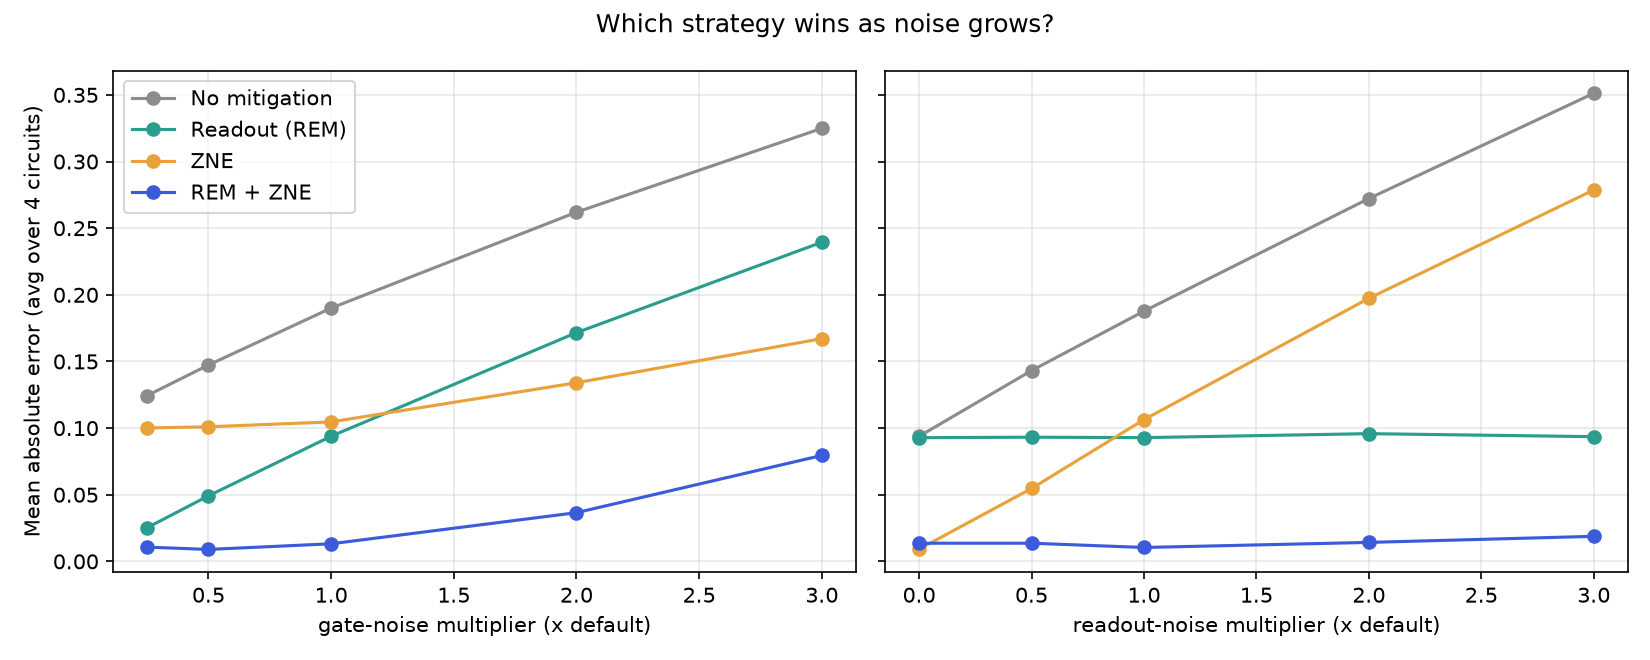 Which strategy wins as noise grows?
Mean absolute error (avg over 4 circuits)
0.35
0.30
0.25
0.20
0.15
0.10
0.05
0.00
No mitigation
Readout (REM)
ZNE
REM + ZNE
0.5 1.0 1.5 2.0 2.5 3.0
gate-noise multiplier (x default)
0.0 0.5 1.0 1.5 2.0 2.5 3.0
readout-noise multiplier (x default)